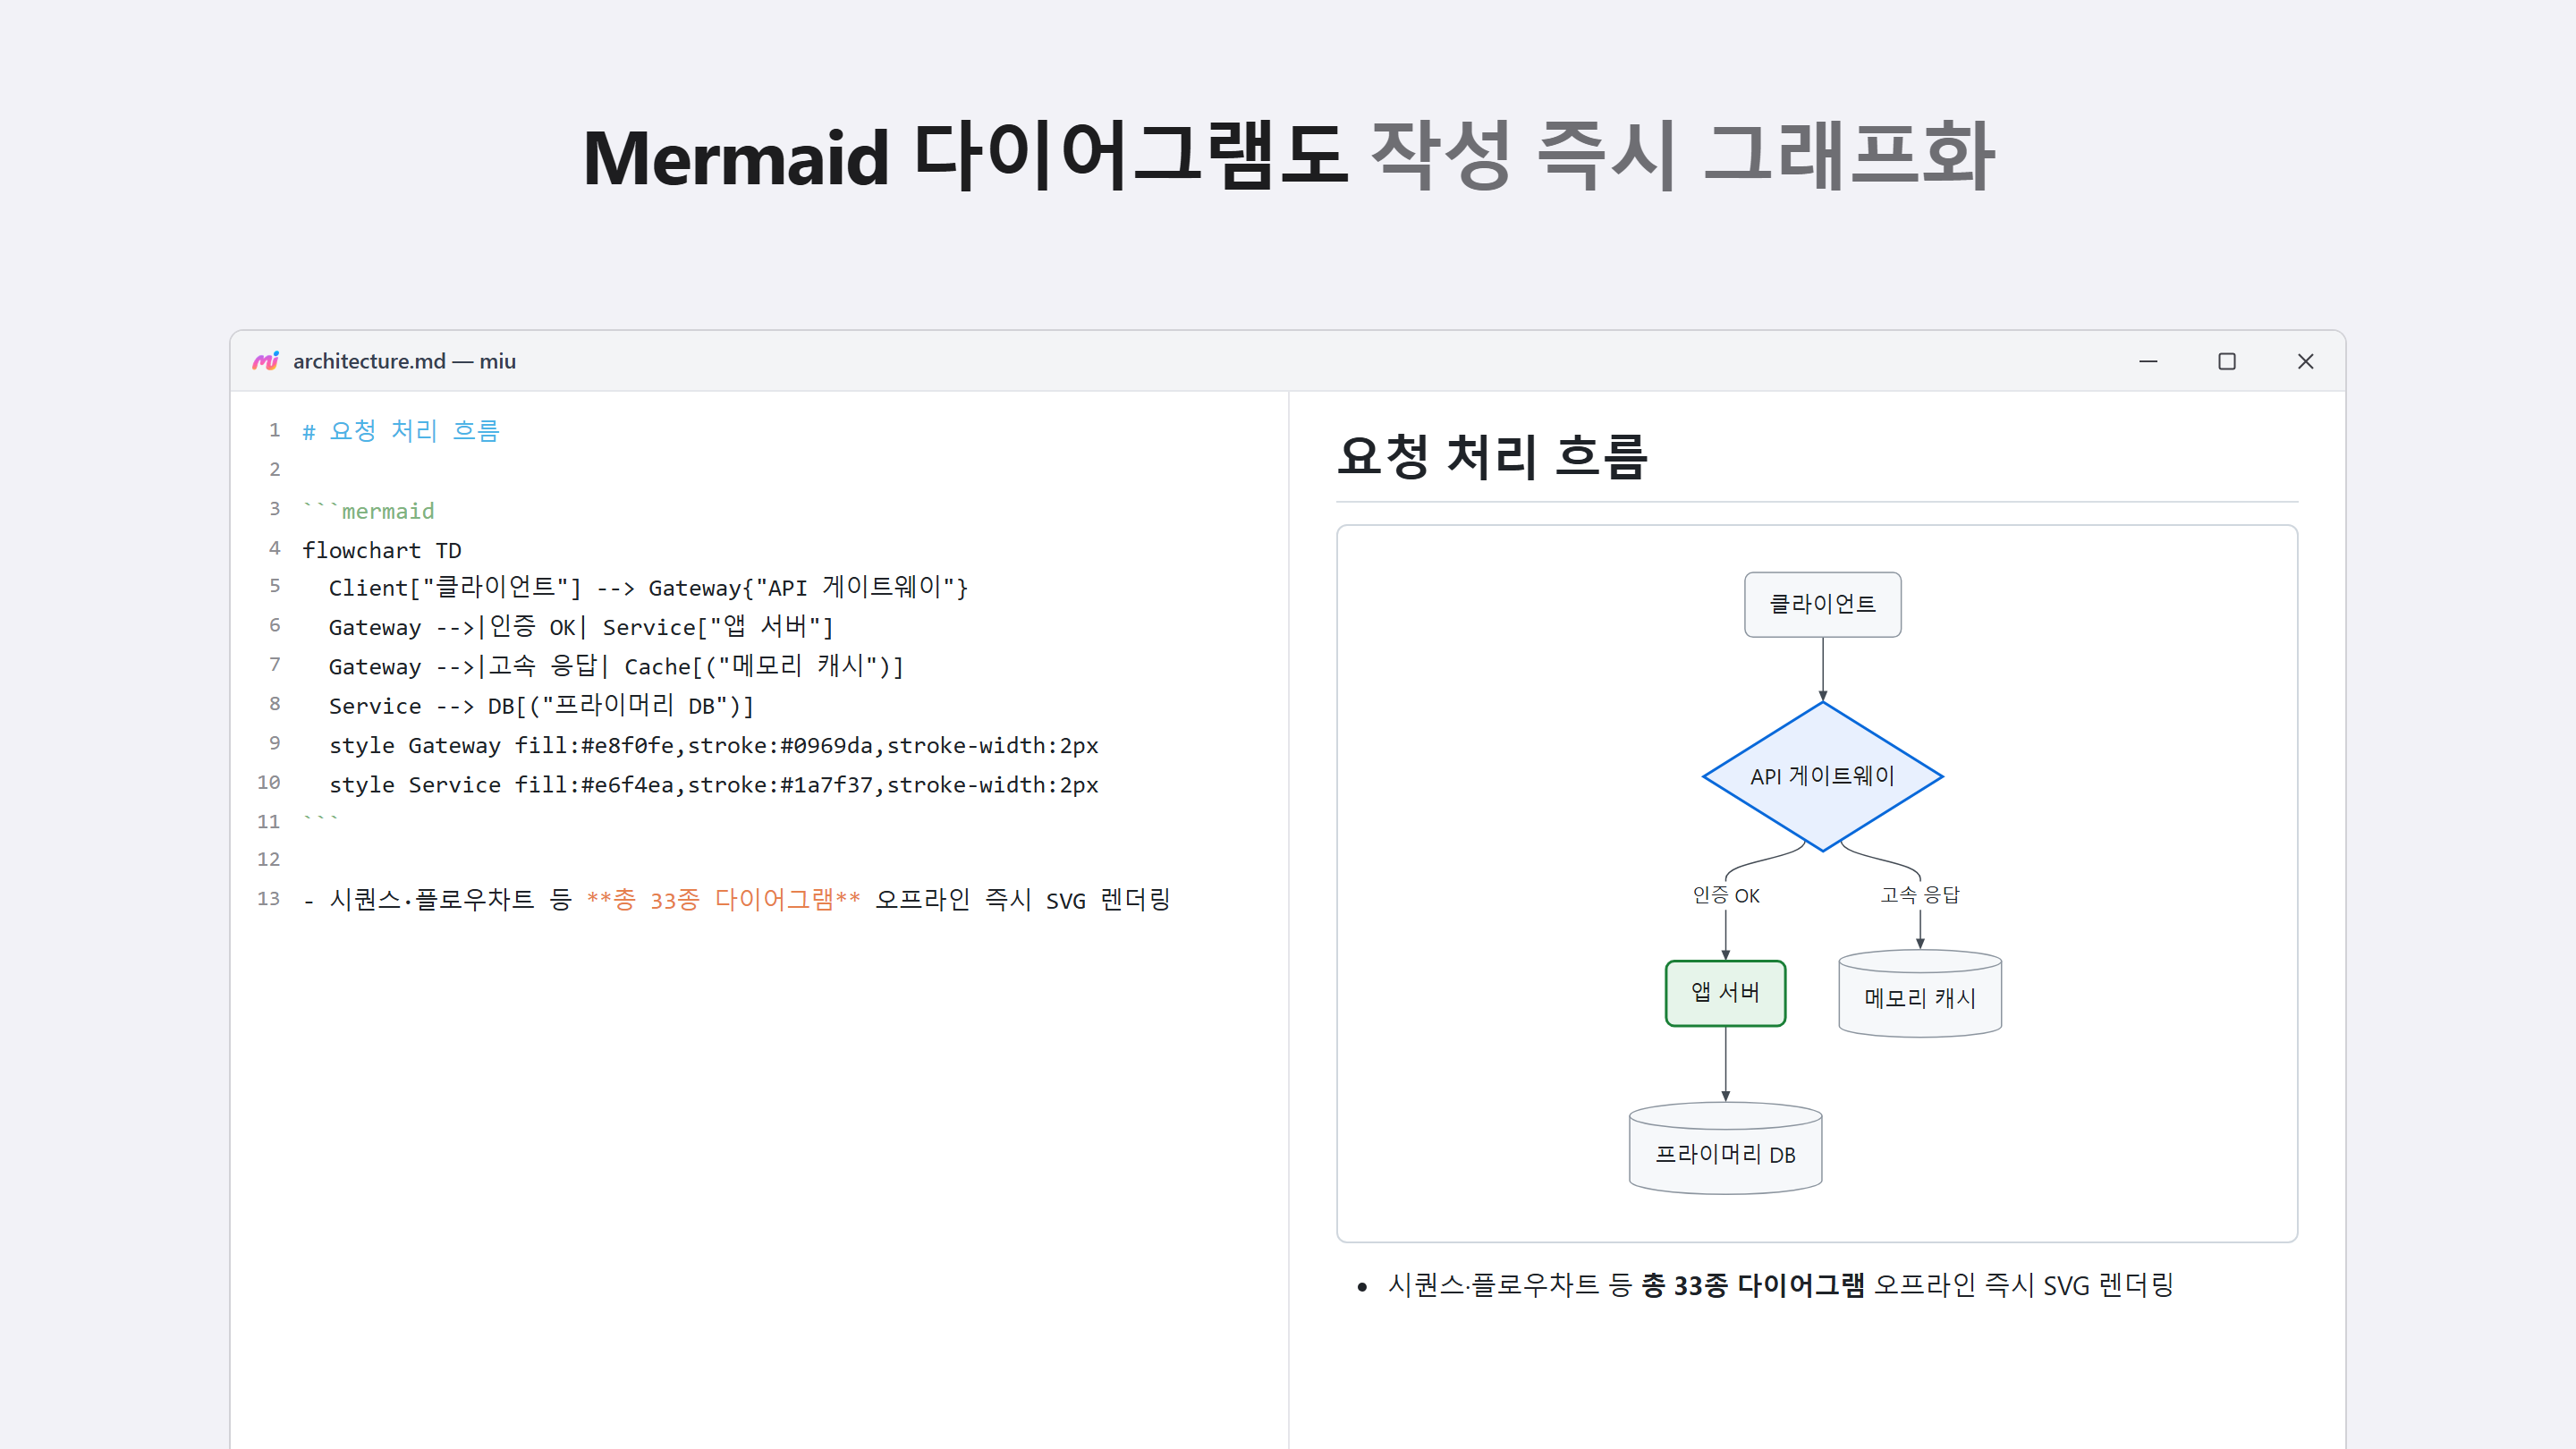 Mermaid 다이어그램도 작성 즉시 그래프화
mi architecture.md — miu
1 # 요청 처리 흐름
2
3 ```mermaid
4 flowchart TD
5   Client["클라이언트"] --> Gateway{"API 게이트웨이"}
6   Gateway -->|인증 OK| Service["앱 서버"]
7   Gateway -->|고속 응답| Cache[("메모리 캐시")]
8   Service --> DB[("프라이머리 DB")]
9   style Gateway fill:#e8f0fe,stroke:#0969da,stroke-width:2px
10   style Service fill:#e6f4ea,stroke:#1a7f37,stroke-width:2px
11 ```
12
13 - 시퀀스·플로우차트 등 **총 33종 다이어그램** 오프라인 즉시 SVG 렌더링
요청 처리 흐름
클라이언트
API 게이트웨이
인증 OK
고속 응답
앱 서버
메모리 캐시
프라이머리 DB
• 시퀀스·플로우차트 등 총 33종 다이어그램 오프라인 즉시 SVG 렌더링